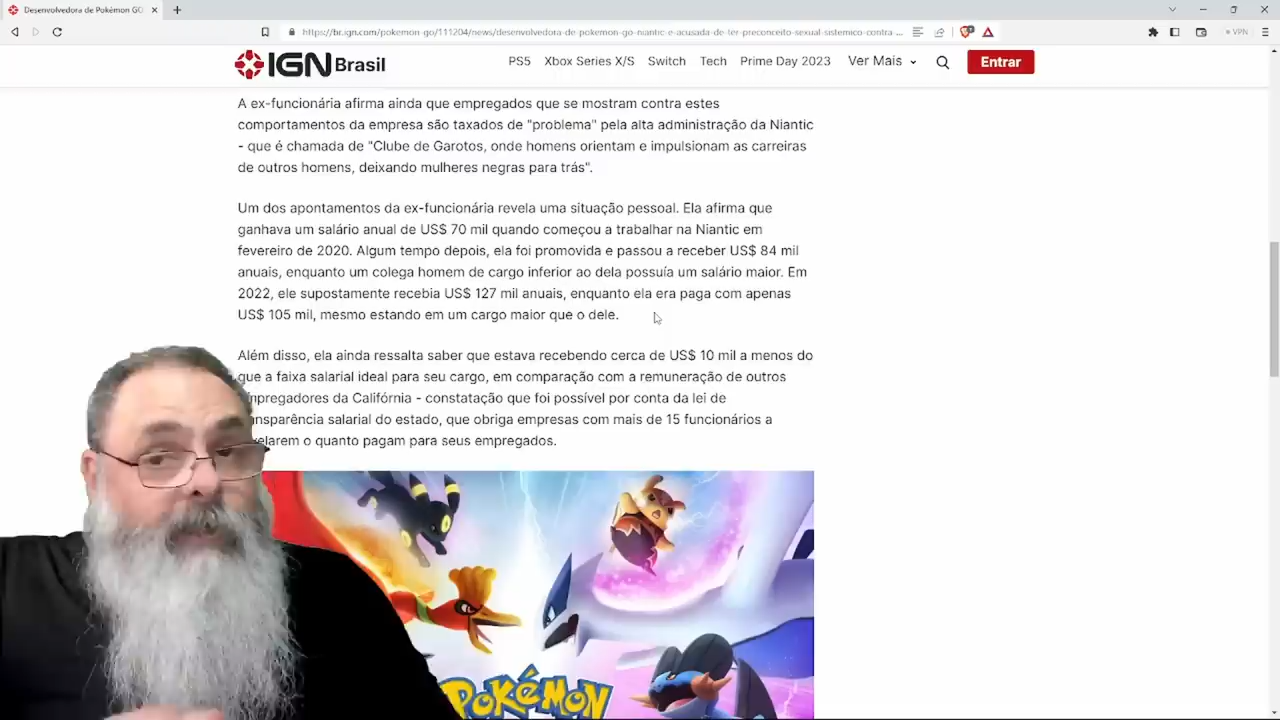 Desenvolvedora de Pokémon GO
https://br.ign.com/pokemon-go/111204/news/desenvolvedora-de-pokemon-go-niantic-e-acusada-de-ter-preconceito-sexual-sistemico-contra ...
VPN
IGN Brasil
PS5 Xbox Series X/S Switch Tech Prime Day 2023 Ver Mais Entrar
A ex-funcionária afirma ainda que empregados que se mostram contra estes
comportamentos da empresa são taxados de "problema" pela alta administração da Niantic
- que é chamada de "Clube de Garotos, onde homens orientam e impulsionam as carreiras
de outros homens, deixando mulheres negras para trás".
Um dos apontamentos da ex-funcionária revela uma situação pessoal. Ela afirma que
ganhava um salário anual de US$ 70 mil quando começou a trabalhar na Niantic em
fevereiro de 2020. Algum tempo depois, ela foi promovida e passou a receber US$ 84 mil
anuais, enquanto um colega homem de cargo inferior ao dela possuía um salário maior. Em
2022, ele supostamente recebia US$ 127 mil anuais, enquanto ela era paga com apenas
US$ 105 mil, mesmo estando em um cargo maior que o dele.
Além disso, ela ainda ressalta saber que estava recebendo cerca de US$ 10 mil a menos do
que a faixa salarial ideal para seu cargo, em comparação com a remuneração de outros
mpregadores da Califórnia - constatação que foi possível por conta da lei de
nsparência salarial do estado, que obriga empresas com mais de 15 funcionários a
velarem o quanto pagam para seus empregados.
POKÉMON